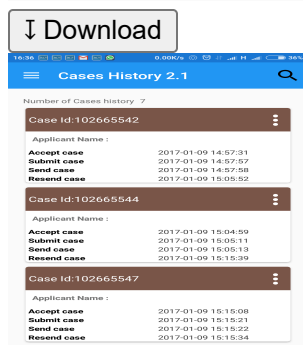 Download
16:36 0.00K/s H 36%
Cases History 2.1
Number of Cases history 7
Case Id:102665542
Applicant Name :
Accept case 2017-01-09 14:57:31
Submit case 2017-01-09 14:57:57
Send case 2017-01-09 14:57:58
Resend case 2017-01-09 15:05:52
Case Id:102665544
Applicant Name :
Accept case 2017-01-09 15:04:59
Submit case 2017-01-09 15:05:11
Send case 2017-01-09 15:05:13
Resend case 2017-01-09 15:15:39
Case Id:102665547
Applicant Name :
Accept case 2017-01-09 15:15:08
Submit case 2017-01-09 15:15:21
Send case 2017-01-09 15:15:22
Resend case 2017-01-09 15:15:34